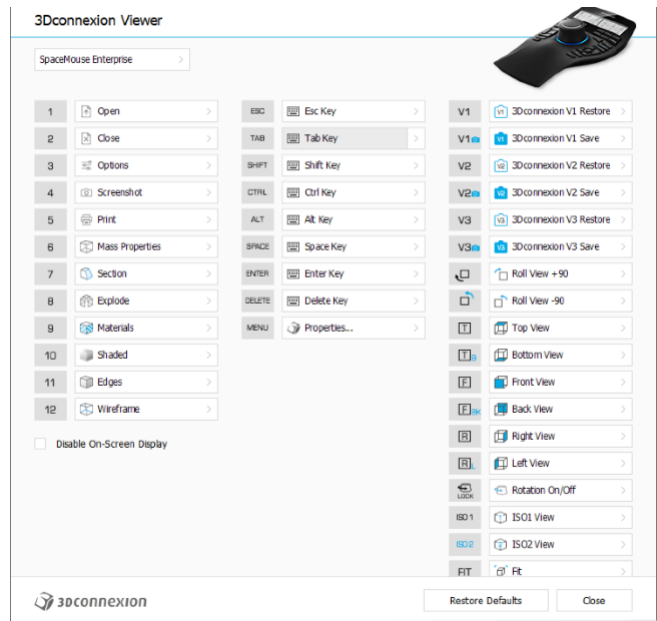 3Dconnexion Viewer
SpaceMouse Enterprise
1 Open
2 Close
3 Options
4 Screenshot
5 Print
6 Mass Properties
7 Section
8 Explode
9 Materials
10 Shaded
11 Edges
12 Wireframe
Disable On-Screen Display
ESC Esc Key
TAB Tab Key
SHIFT Shift Key
CTRL Ctrl Key
ALT Alt Key
SPACE Space Key
ENTER Enter Key
DELETE Delete Key
MENU Properties...
V1 3Dconnexion V1 Restore
V1 3Dconnexion V1 Save
V2 3Dconnexion V2 Restore
V2 3Dconnexion V2 Save
V3 3Dconnexion V3 Restore
V3 3Dconnexion V3 Save
Roll View +90
Roll View -90
T Top View
T B Bottom View
F Front View
F BK Back View
R Right View
R L Left View
LOCK Rotation On/Off
ISO 1 ISO1 View
ISO 2 ISO2 View
FIT Fit
3Dconnexion
Restore Defaults
Close